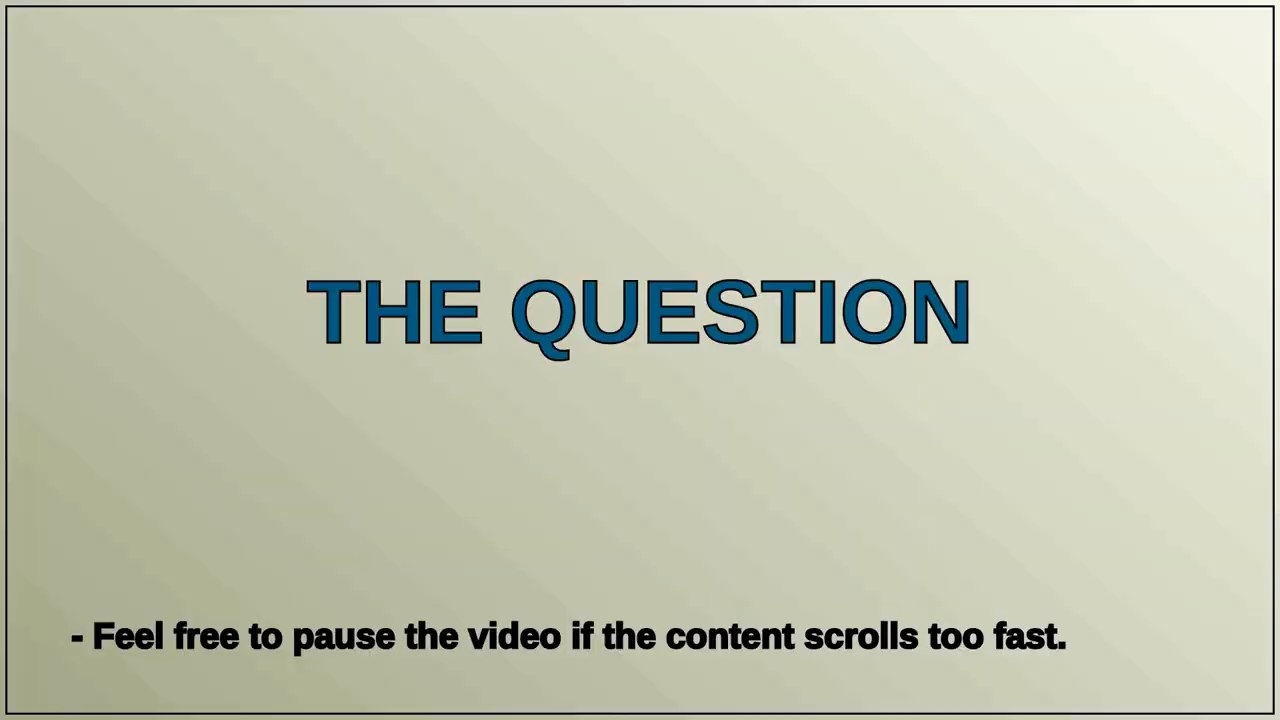 THE QUESTION
- Feel free to pause the video if the content scrolls too fast.